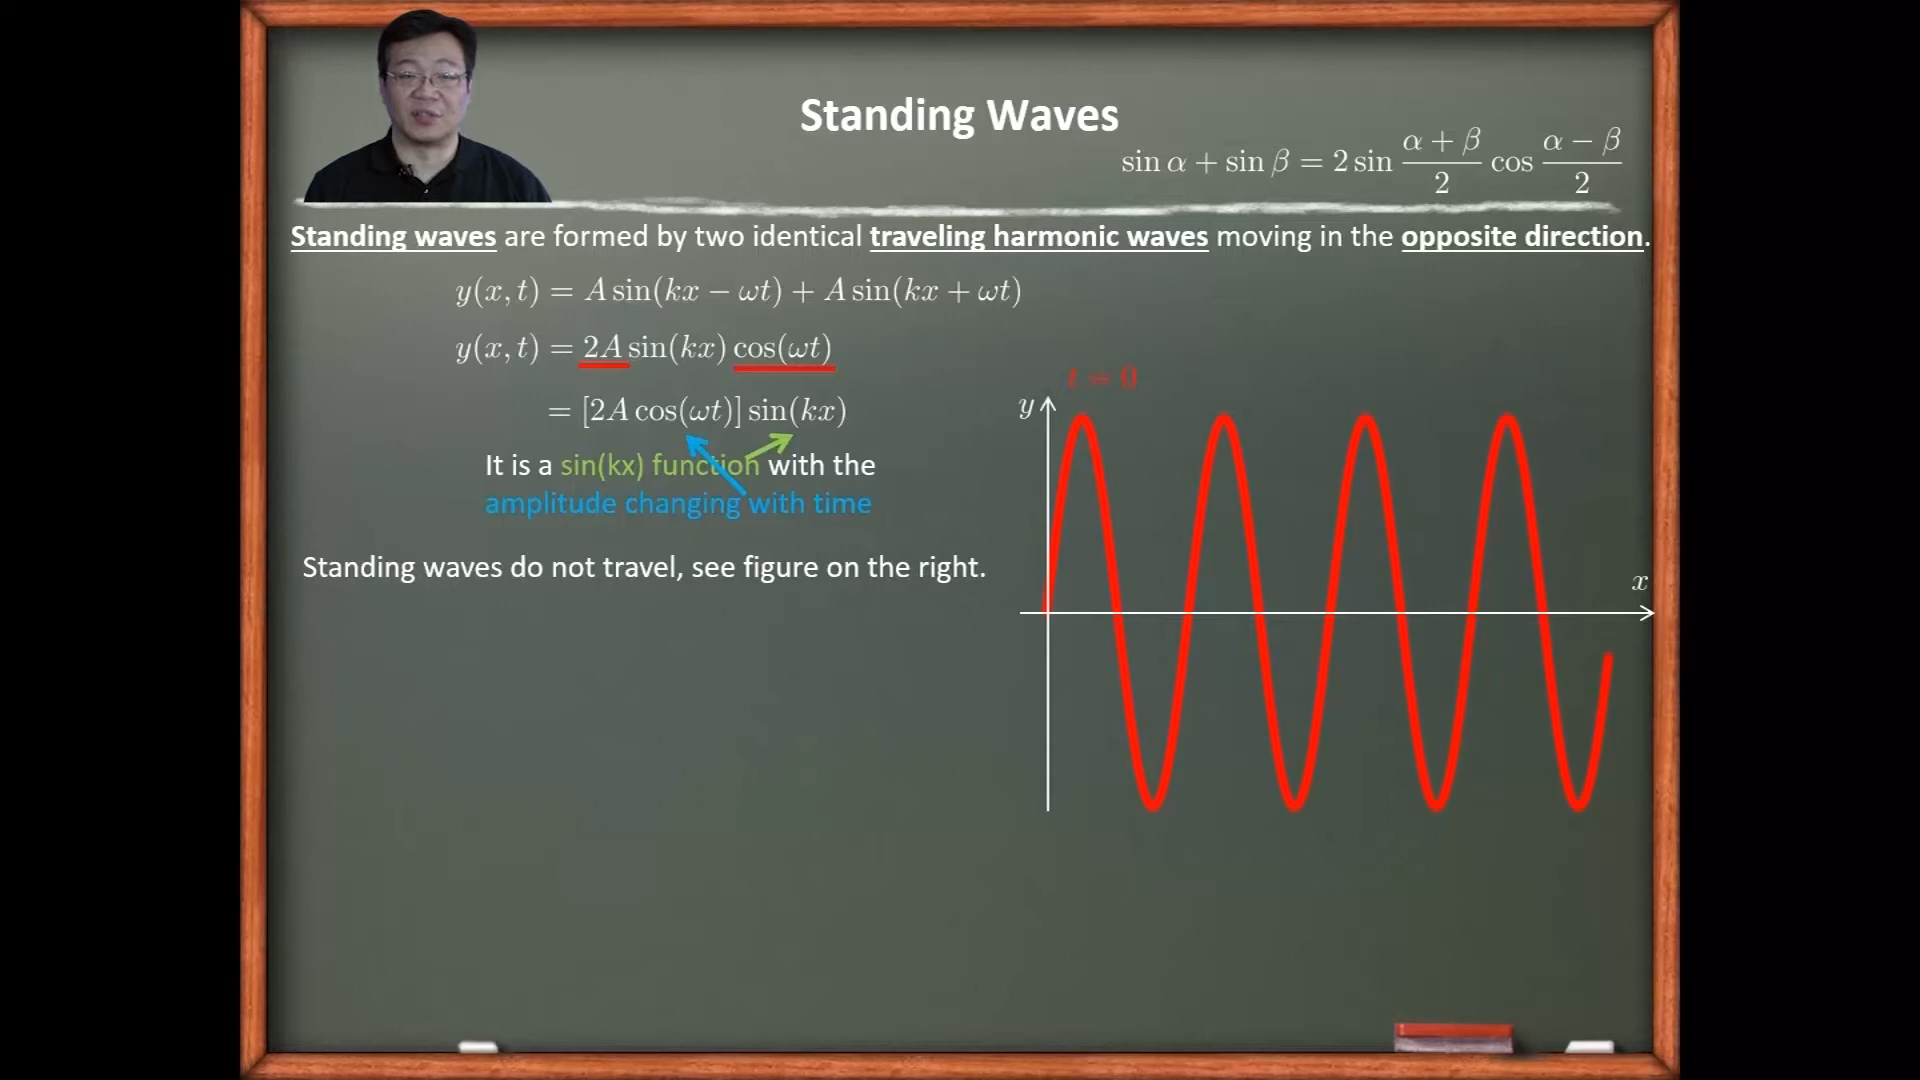 Standing Waves
sin α + sin β = 2 sin \frac{α + β}{2} cos \frac{α − β}{2}
Standing waves are formed by two identical traveling harmonic waves moving in the opposite direction.
y(x, t) = A sin(kx − ωt) + A sin(kx + ωt)
y(x, t) = 2A sin(kx) cos(ωt)
= [2A cos(ωt)] sin(kx)
It is a sin(kx) function with the
amplitude changing with time
Standing waves do not travel, see figure on the right.
t = 0
y
x